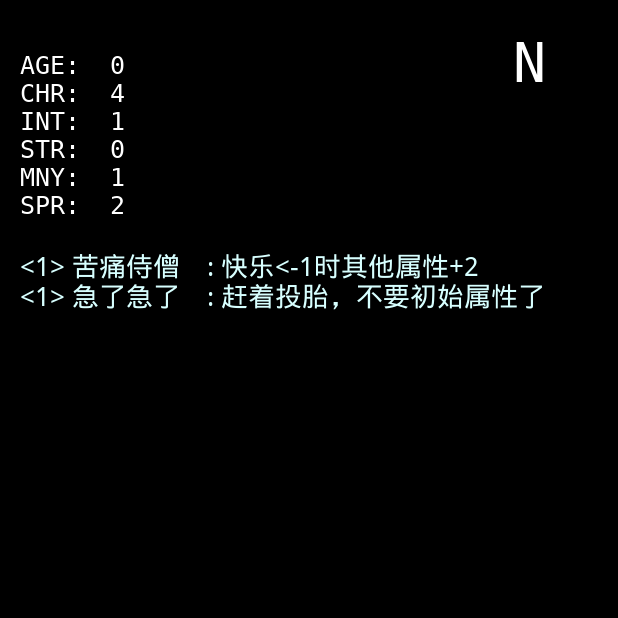 N
AGE: 0
CHR: 4
INT: 1
STR: 0
MNY: 1
SPR: 2
<1> 苦痛侍僧 : 快乐<-1时其他属性+2
<1> 急了急了 : 赶着投胎，不要初始属性了